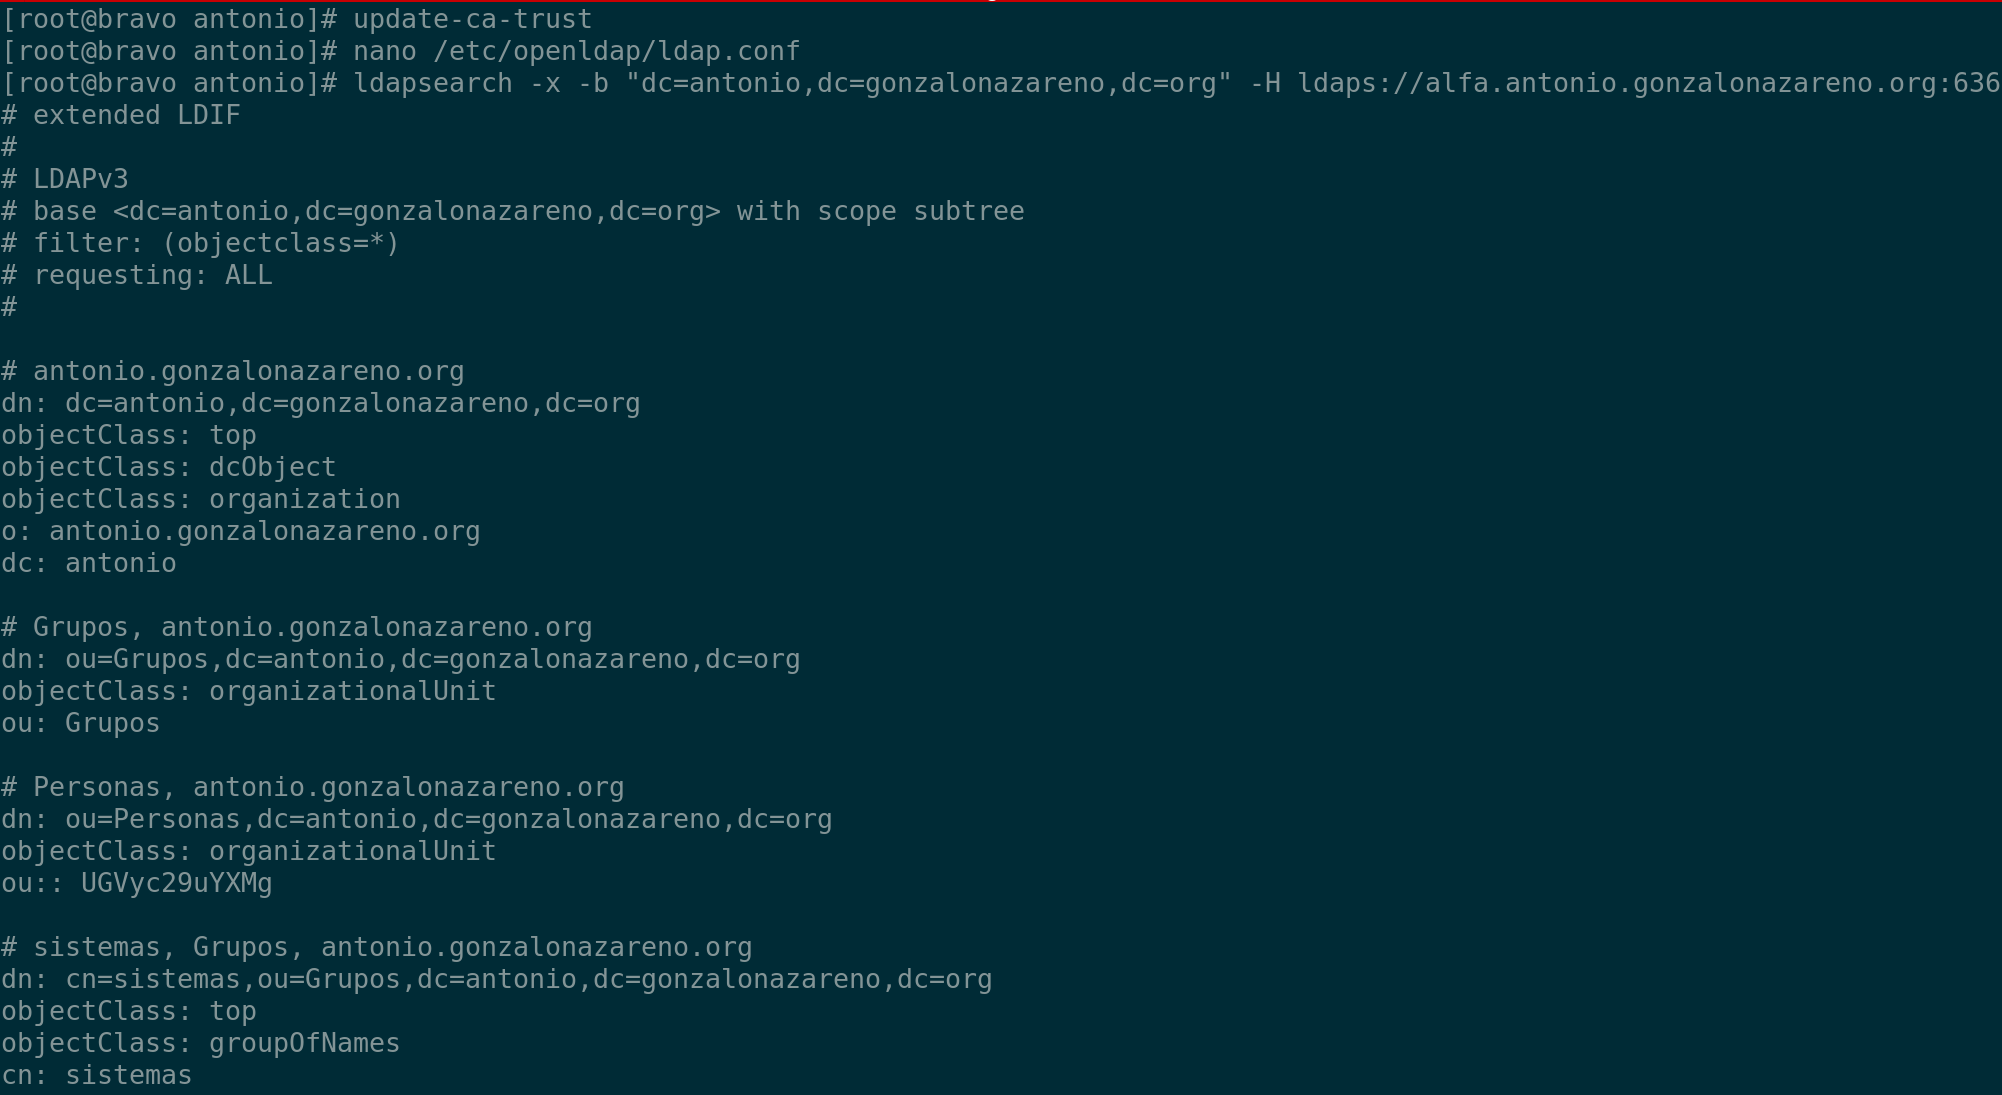 [root@bravo antonio]# update-ca-trust
[root@bravo antonio]# nano /etc/openldap/ldap.conf
[root@bravo antonio]# ldapsearch -x -b "dc=antonio,dc=gonzalonazareno,dc=org" -H ldaps://alfa.antonio.gonzalonazareno.org:636
# extended LDIF
#
# LDAPv3
# base <dc=antonio,dc=gonzalonazareno,dc=org> with scope subtree
# filter: (objectclass=*)
# requesting: ALL
#

# antonio.gonzalonazareno.org
dn: dc=antonio,dc=gonzalonazareno,dc=org
objectClass: top
objectClass: dcObject
objectClass: organization
o: antonio.gonzalonazareno.org
dc: antonio

# Grupos, antonio.gonzalonazareno.org
dn: ou=Grupos,dc=antonio,dc=gonzalonazareno,dc=org
objectClass: organizationalUnit
ou: Grupos

# Personas, antonio.gonzalonazareno.org
dn: ou=Personas,dc=antonio,dc=gonzalonazareno,dc=org
objectClass: organizationalUnit
ou:: UGVyc29uYXMg

# sistemas, Grupos, antonio.gonzalonazareno.org
dn: cn=sistemas,ou=Grupos,dc=antonio,dc=gonzalonazareno,dc=org
objectClass: top
objectClass: groupOfNames
cn: sistemas